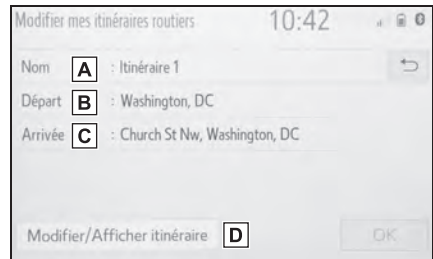 Modifier mes itinéraires routiers 10:42 0
Nom A : Itinéraire 1
Départ B : Washington, DC
Arrivée C : Church St Nw, Washington, DC
Modifier/Afficher itinéraire D OK